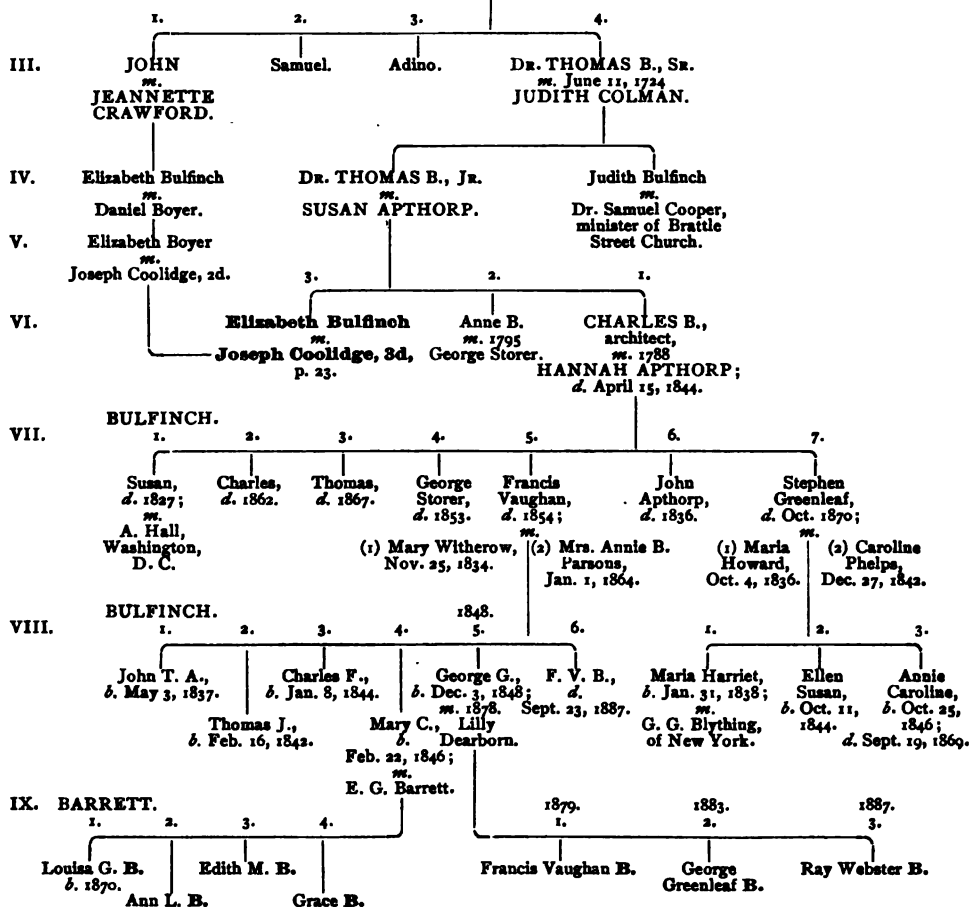 1. 2. 3. 4.
III. JOHN Samuel. Adino. Dr. THOMAS B., Sr.
m. m. June 11, 1724
JEANNETTE JUDITH COLMAN.
CRAWFORD.
IV. Elizabeth Bulfinch Dr. THOMAS B., Jr. Judith Bulfinch
m. m. m.
Daniel Boyer. SUSAN APTHORP. Dr. Samuel Cooper,
minister of Brattle
V. Elizabeth Boyer Street Church.
m.
Joseph Coolidge, 2d. 3. 2. 1.
VI. Elizabeth Bulfinch Anne B. CHARLES B.,
m. m. 1795 architect,
Joseph Coolidge, 3d, George Storer. m. 1788
p. 23. HANNAH APTHORP;
d. April 15, 1844.
BULFINCH.
VII. 1. 2. 3. 4. 5. 6. 7.
Susan, Charles, Thomas, George Francis John Stephen
d. 1827; d. 1862. d. 1867. Storer, Vaughan, Apthorp, Greenleaf,
m. d. 1853. d. 1854; d. 1836. d. Oct. 1870;
A. Hall, m. m.
Washington, (1) Mary Witherow, (2) Mrs. Annie B. (1) Maria (2) Caroline
D. C. Nov. 25, 1834. Parsons, Howard, Phelps,
Jan. 1, 1864. Oct. 4, 1836. Dec. 27, 1842.
BULFINCH. 1848.
VIII. 1. 2. 3. 4. 5. 6. 1. 2. 3.
John T. A., Charles F., George G., F. V. B., Maria Harriet, Ellen Annie
b. May 3, 1837. b. Jan. 8, 1844. b. Dec. 3, 1848; d. b. Jan. 31, 1838; Susan, Caroline,
m. 1878. Sept. 23, 1887. m. b. Oct. 11, b. Oct. 25,
Thomas J., Mary C., Lilly G. G. Blything, 1844. 1846;
b. Feb. 16, 1842. b. Dearborn. of New York. d. Sept. 19, 1869.
Feb. 22, 1846;
m.
E. G. Barrett.
IX. BARRETT. 1879. 1883. 1887.
1. 2. 3. 4. 1. 2. 3.
Louisa G. B. Edith M. B. Francis Vaughan B. George Ray Webster B.
b. 1870. Greenleaf B.
Ann L. B. Grace B.